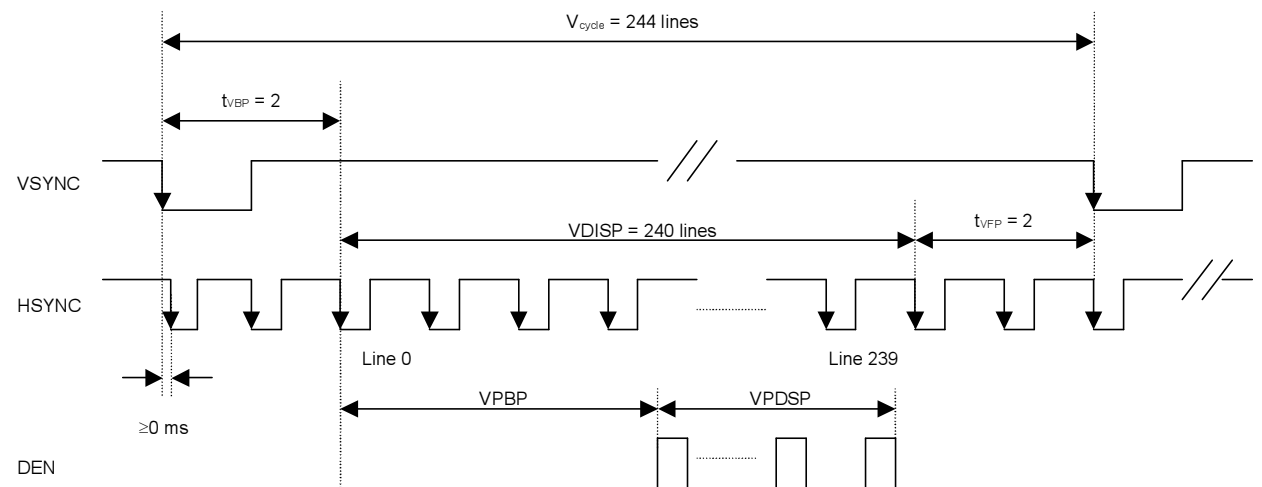 Vcycle = 244 lines
tVBP = 2
VSYNC
tVFP = 2
VDISP = 240 lines
HSYNC
Line 0
Line 239
VPBP
VPDSP
≥0 ms
DEN